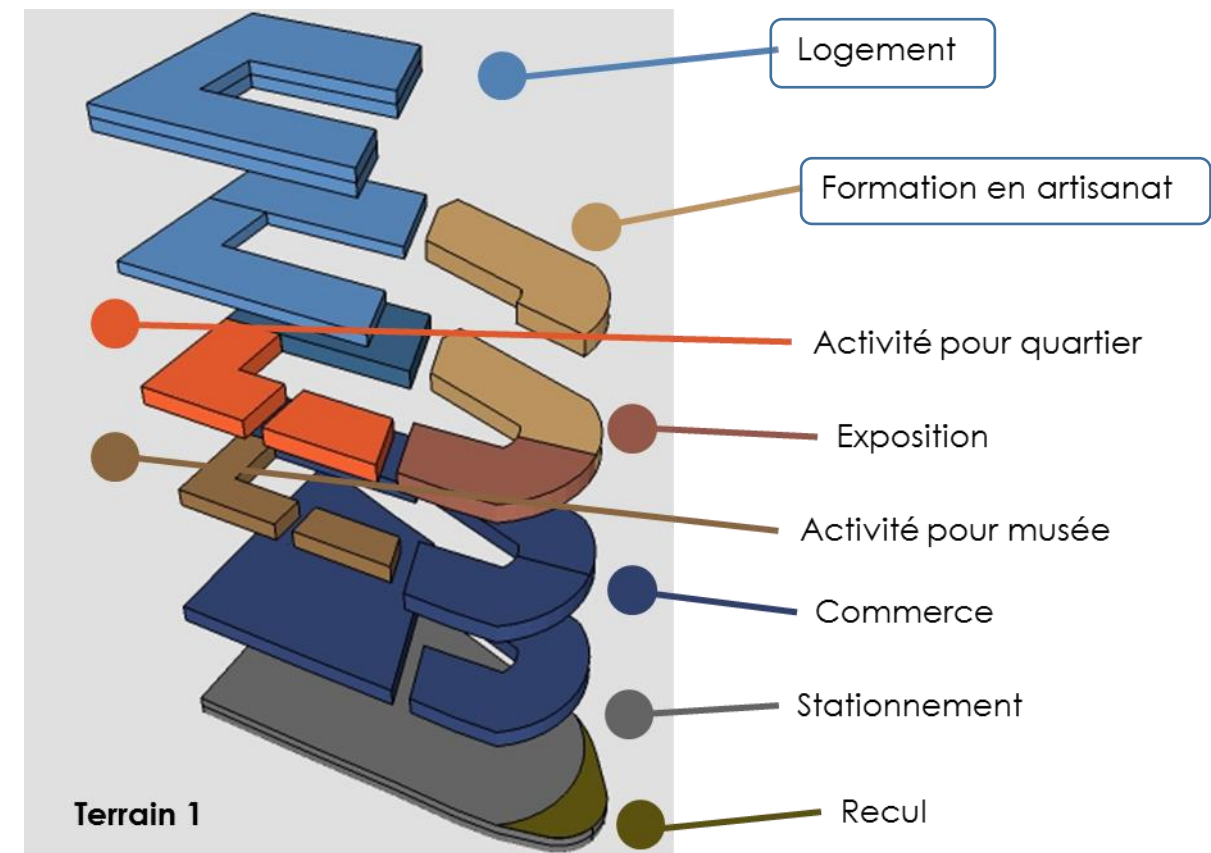 Logement
Formation en artisanat
Activité pour quartier
Exposition
Activité pour musée
Commerce
Stationnement
Recul
Terrain 1